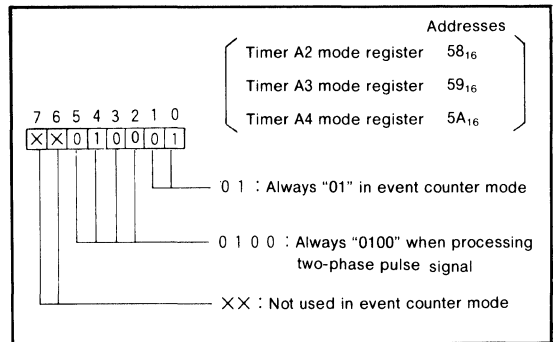 Addresses
Timer A2 mode register 58₁₆
Timer A3 mode register 59₁₆
Timer A4 mode register 5A₁₆
7 6 5 4 3 2 1 0
X X 0 1 0 0 0 1
0 1 : Always "01" in event counter mode
0 1 0 0 : Always "0100" when processing
two-phase pulse signal
XX : Not used in event counter mode